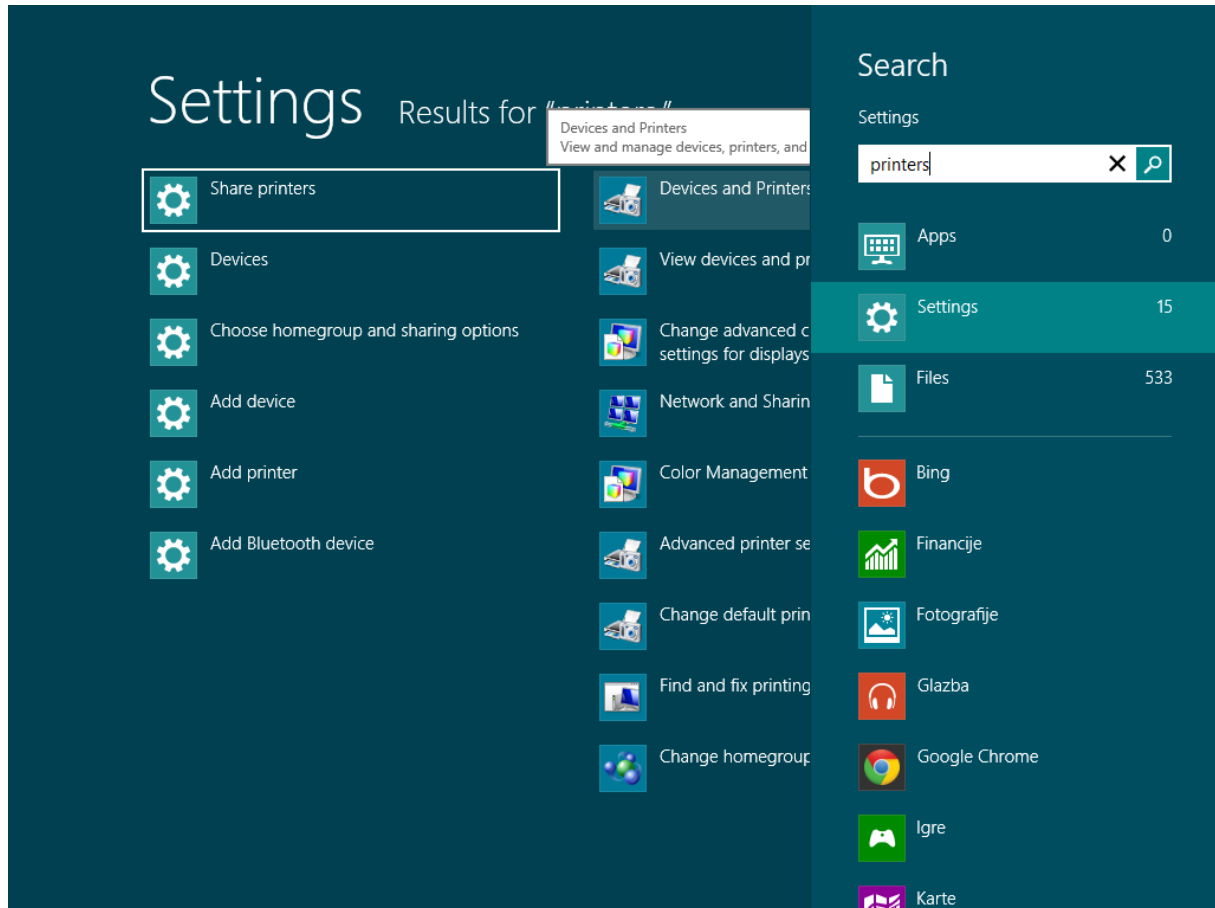 Settings Results for "printers"
Devices and Printers
View and manage devices, printers, and
Share printers
Devices
Choose homegroup and sharing options
Add device
Add printer
Add Bluetooth device
Devices and Printers
View devices and pr
Change advanced c
settings for displays
Network and Sharin
Color Management
Advanced printer se
Change default prin
Find and fix printing
Change homegroup
Search
Settings
printers
Apps 0
Settings 15
Files 533
Bing
Financije
Fotografije
Glazba
Google Chrome
Igre
Karte